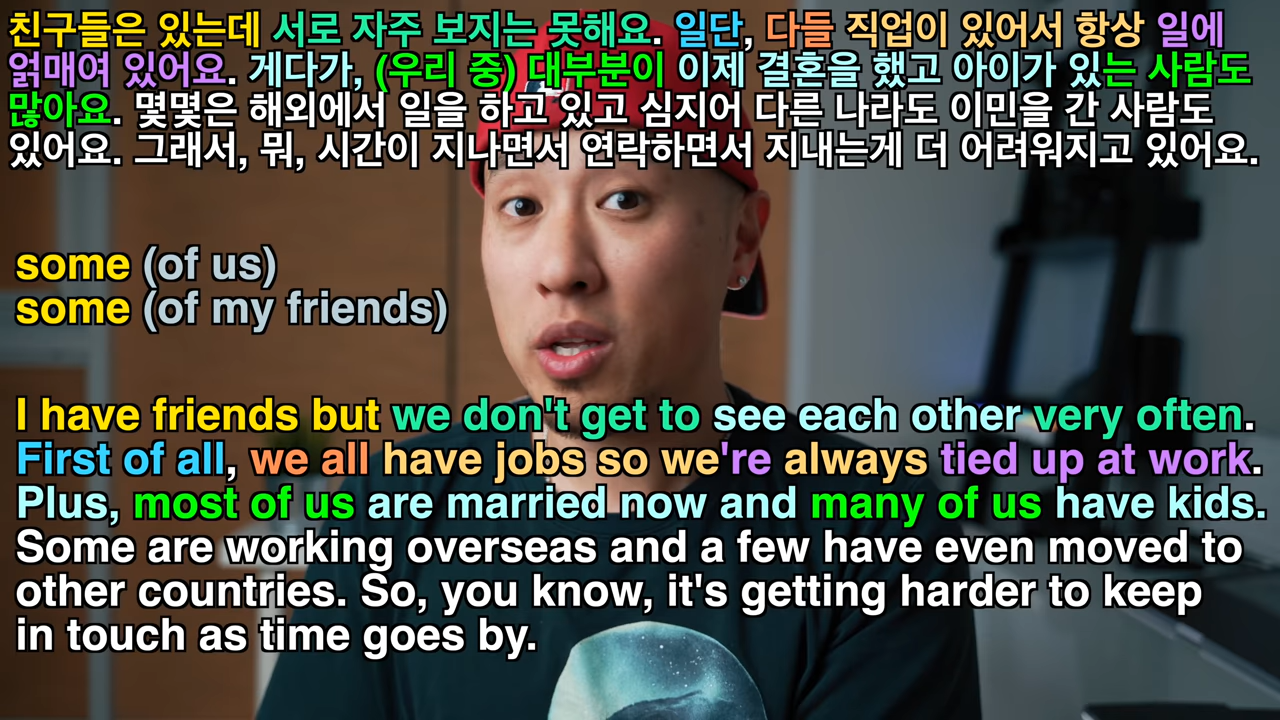 친구들은 있는데 서로 자주 보지는 못해요. 일단, 다들 직업이 있어서 항상 일에
얽매여 있어요. 게다가, (우리 중) 대부분이 이제 결혼을 했고 아이가 있는 사람도
많아요. 몇몇은 해외에서 일을 하고 있고 심지어 다른 나라도 이민을 간 사람도
있어요. 그래서, 뭐, 시간이 지나면서 연락하면서 지내는게 더 어려워지고 있어요.
some (of us)
some (of my friends)
I have friends but we don't get to see each other very often.
First of all, we all have jobs so we're always tied up at work.
Plus, most of us are married now and many of us have kids.
Some are working overseas and a few have even moved to
other countries. So, you know, it's getting harder to keep
in touch as time goes by.